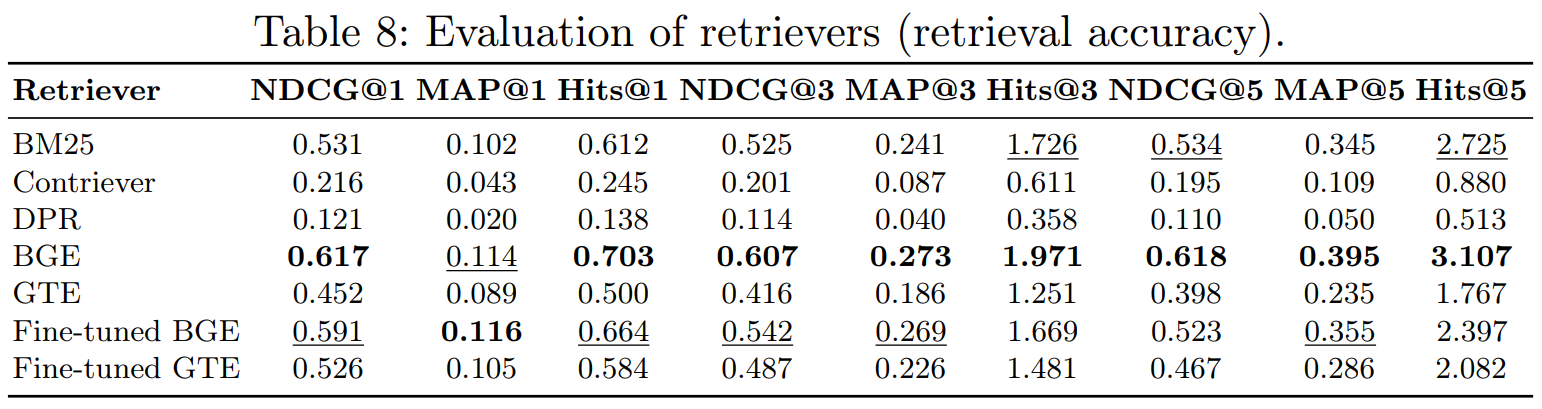 Table 8: Evaluation of retrievers (retrieval accuracy).
Retriever NDCG@1 MAP@1 Hits@1 NDCG@3 MAP@3 Hits@3 NDCG@5 MAP@5 Hits@5
BM25 0.531 0.102 0.612 0.525 0.241 1.726 0.534 0.345 2.725
Contriever 0.216 0.043 0.245 0.201 0.087 0.611 0.195 0.109 0.880
DPR 0.121 0.020 0.138 0.114 0.040 0.358 0.110 0.050 0.513
BGE 0.617 0.114 0.703 0.607 0.273 1.971 0.618 0.395 3.107
GTE 0.452 0.089 0.500 0.416 0.186 1.251 0.398 0.235 1.767
Fine-tuned BGE 0.591 0.116 0.664 0.542 0.269 1.669 0.523 0.355 2.397
Fine-tuned GTE 0.526 0.105 0.584 0.487 0.226 1.481 0.467 0.286 2.082